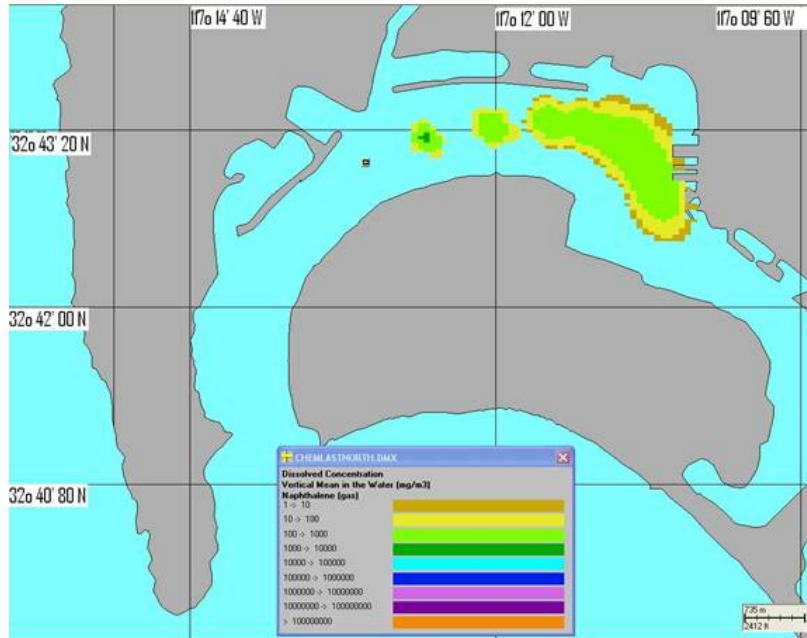 117o 14' 40 W
117o 12' 00 W
117o 09' 60 W
32o 43' 20 N
32o 42' 00 N
32o 40' 80 N
CHEMLASTNORTH.DMX
Dissolved Concentration
Vertical Mean in the Water (mg/m3)
Naphthalene (gas)
1 -> 10
10 -> 100
100 -> 1000
1000 -> 10000
10000 -> 100000
100000 -> 1000000
1000000 -> 10000000
10000000 -> 100000000
> 100000000
735 m
2412 ft